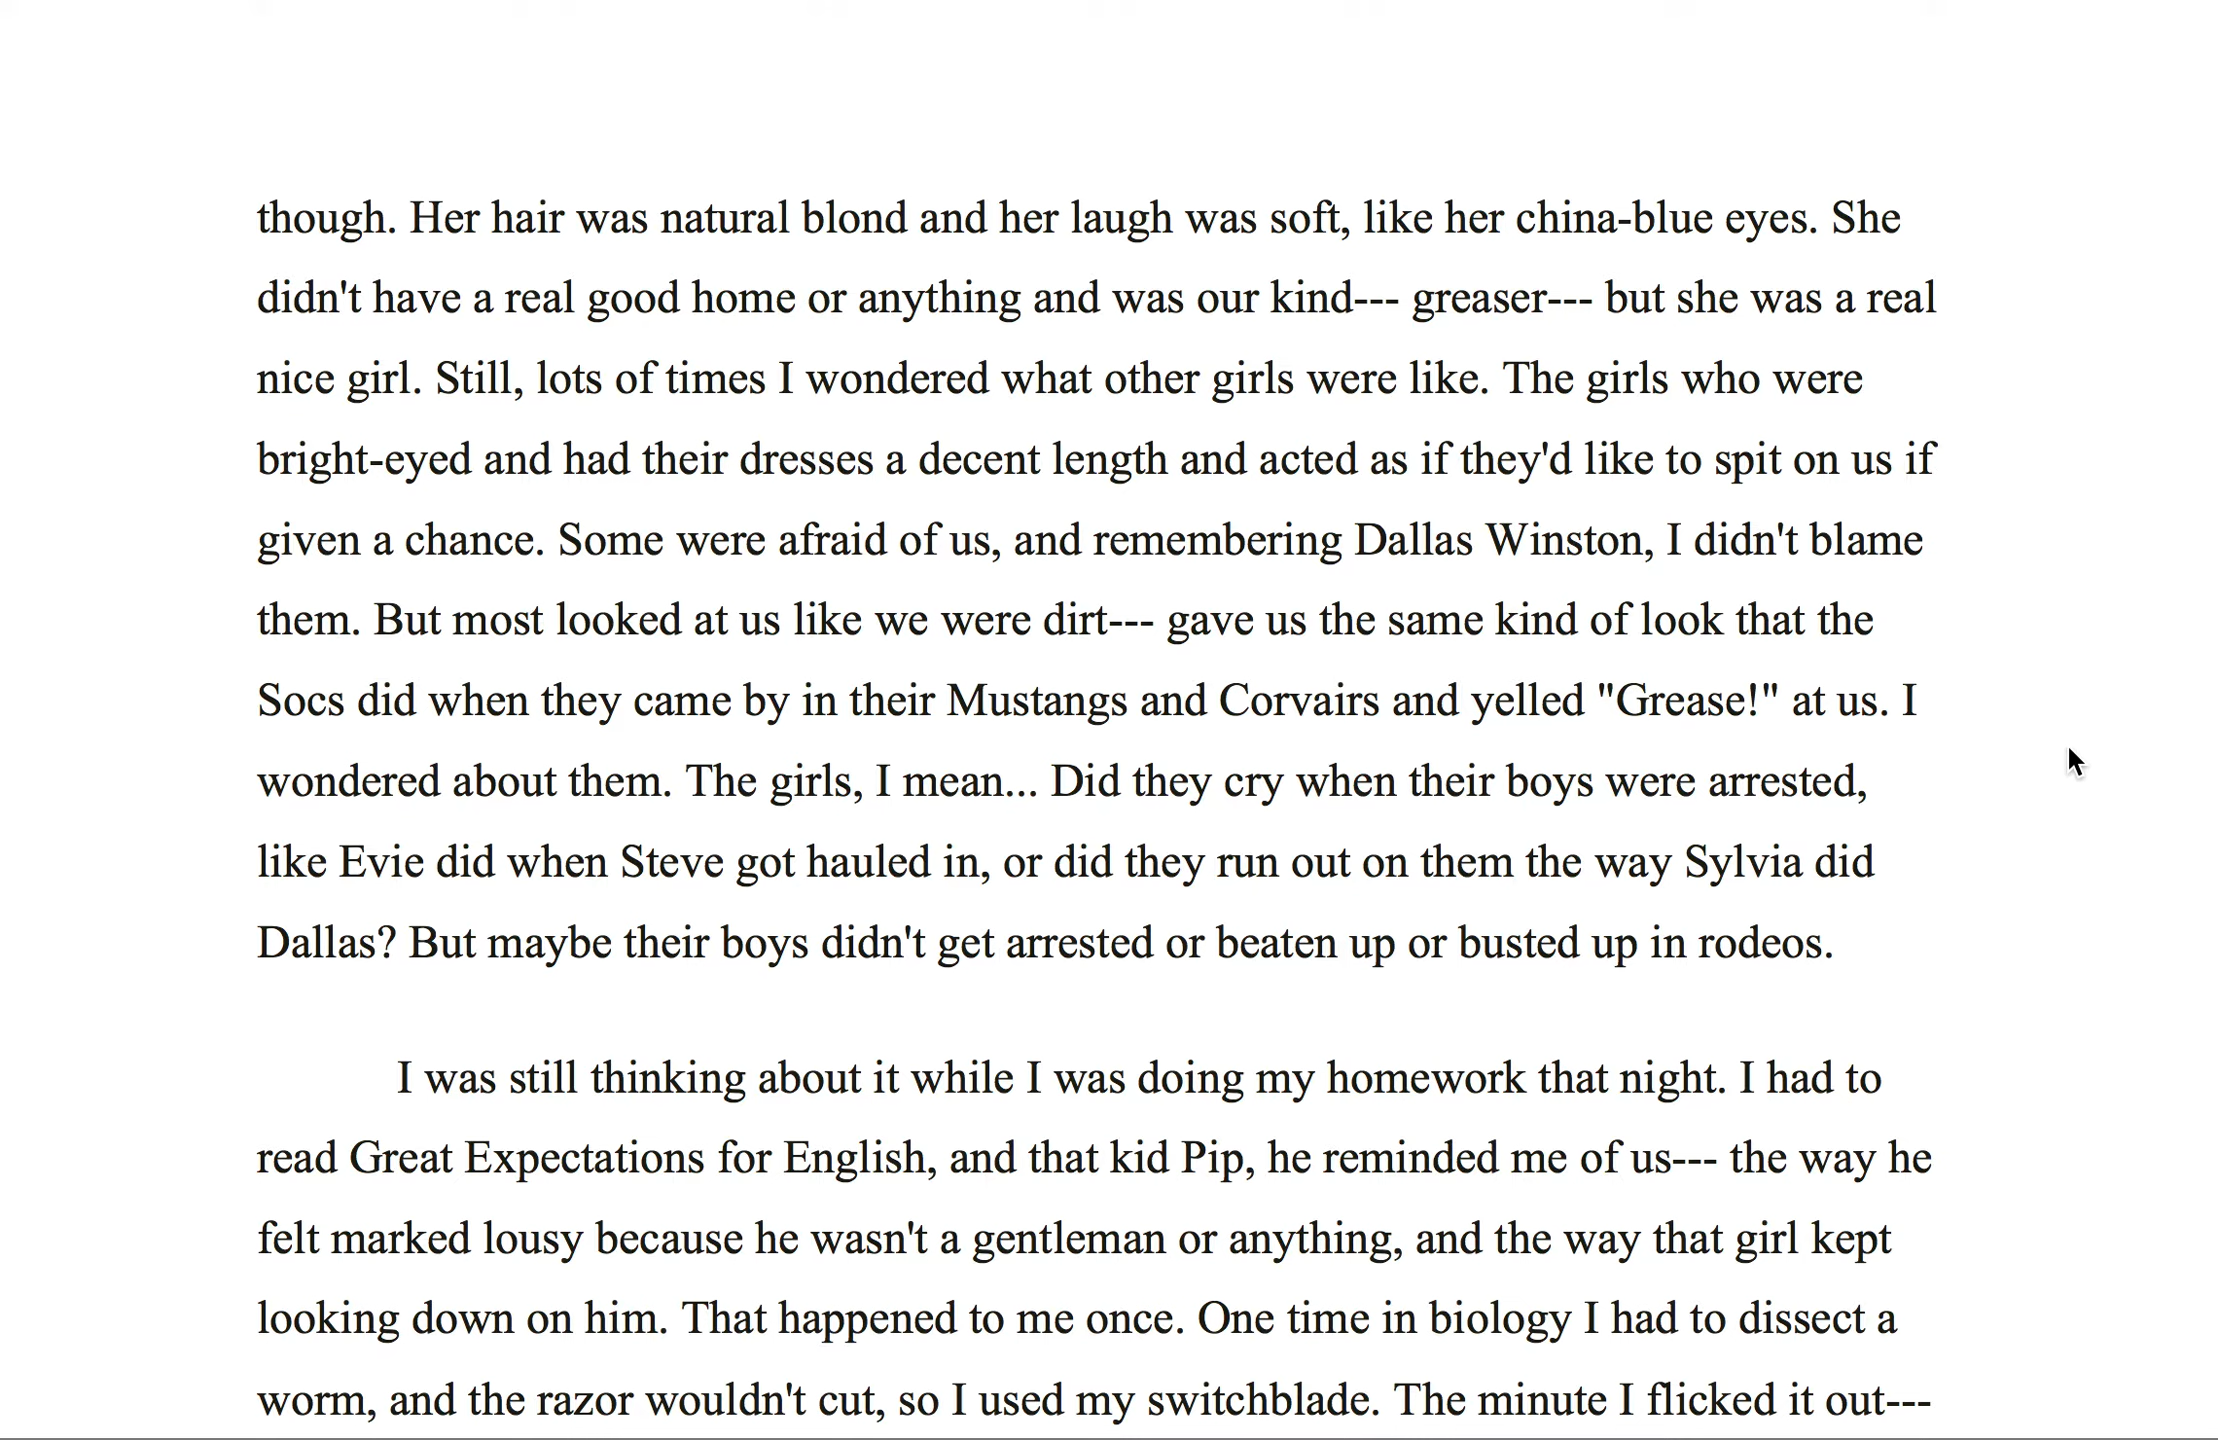 though. Her hair was natural blond and her laugh was soft, like her china-blue eyes. She
didn't have a real good home or anything and was our kind--- greaser--- but she was a real
nice girl. Still, lots of times I wondered what other girls were like. The girls who were
bright-eyed and had their dresses a decent length and acted as if they'd like to spit on us if
given a chance. Some were afraid of us, and remembering Dallas Winston, I didn't blame
them. But most looked at us like we were dirt--- gave us the same kind of look that the
Socs did when they came by in their Mustangs and Corvairs and yelled "Grease!" at us. I
wondered about them. The girls, I mean... Did they cry when their boys were arrested,
like Evie did when Steve got hauled in, or did they run out on them the way Sylvia did
Dallas? But maybe their boys didn't get arrested or beaten up or busted up in rodeos.
I was still thinking about it while I was doing my homework that night. I had to
read Great Expectations for English, and that kid Pip, he reminded me of us--- the way he
felt marked lousy because he wasn't a gentleman or anything, and the way that girl kept
looking down on him. That happened to me once. One time in biology I had to dissect a
worm, and the razor wouldn't cut, so I used my switchblade. The minute I flicked it out---